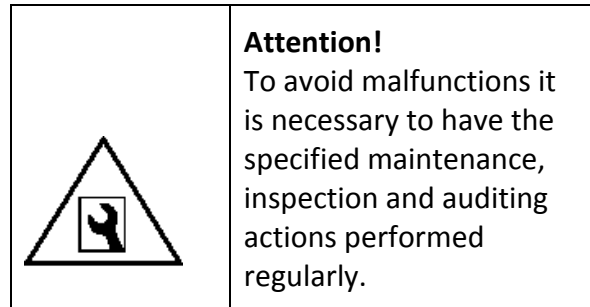 Attention!
To avoid malfunctions it
is necessary to have the
specified maintenance,
inspection and auditing
actions performed
regularly.